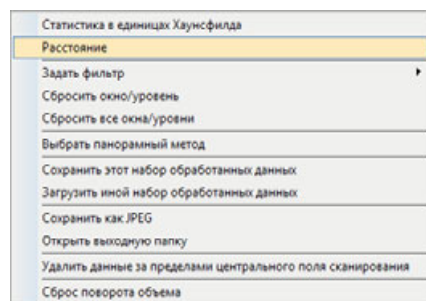 Статистика в единицах Хаунсфилда
Расстояние
Задать фильтр
Сбросить окно/уровень
Сбросить все окна/уровни
Выбрать панорамный метод
Сохранить этот набор обработанных данных
Загрузить иной набор обработанных данных
Сохранить как JPEG
Открыть выходную папку
Удалить данные за пределами центрального поля сканирования
Сброс поворота объема